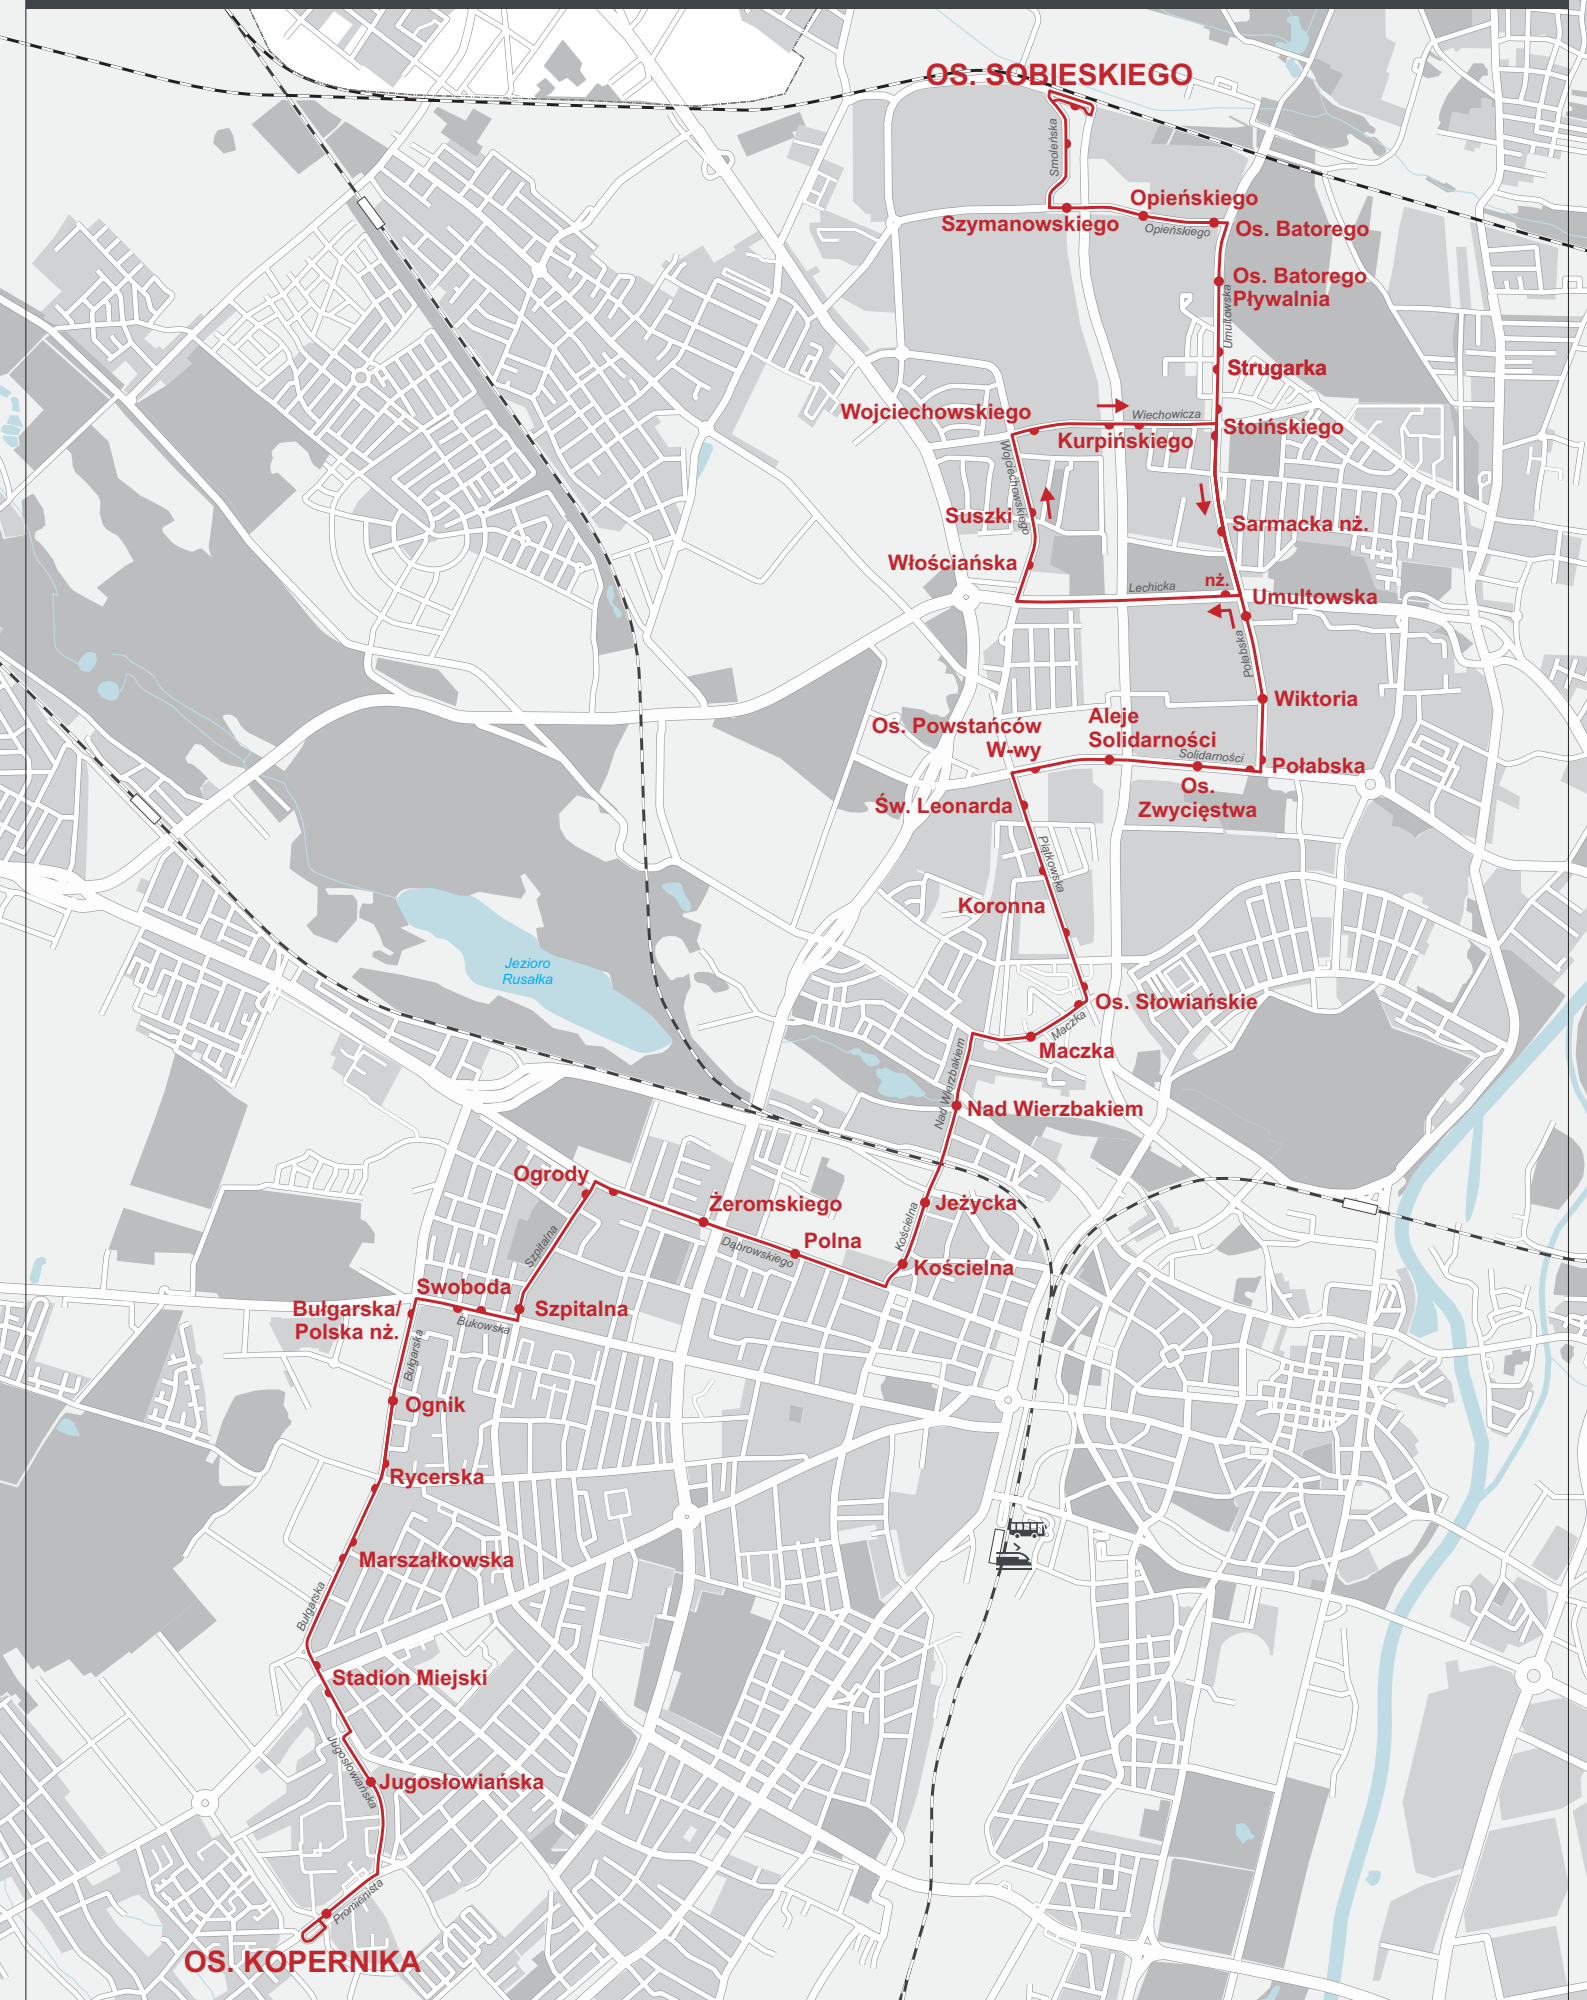 OS. SOBIESKIEGO
Smoleńska
Opieńskiego
Szymanowskiego
Opieńskiego
Os. Batorego
Os. Batorego
Pływalnia
Umultowska
Strugarka
Wojciechowskiego
Wiechowicza
Kurpińskiego
Stoińskiego
Wojciechowskiego
Suszki
Sarmacka nż.
Włościańska
nż.
Lechicka
Umultowska
Połabska
Wiktoria
Os. Powstańców
W-wy
Aleje
Solidarności
Solidarności
Połabska
Os.
Zwycięstwa
Św. Leonarda
Piątkowska
Koronna
Jezioro
Rusałka
Os. Słowiańskie
Maczka
Maczka
Nad Wierzbakiem
Nad Wierzbakiem
Ogrody
Żeromskiego
Jeżycka
Kościelna
Szpitalna
Polna
Dąbrowskiego
Kościelna
Swoboda
Bułgarska/
Polska nż.
Szpitalna
Bukowska
Bułgarska
Ognik
Rycerska
Marszałkowska
Bułgarska
Stadion Miejski
Jugosłowiańska
Jugosłowiańska
Promienista
OS. KOPERNIKA